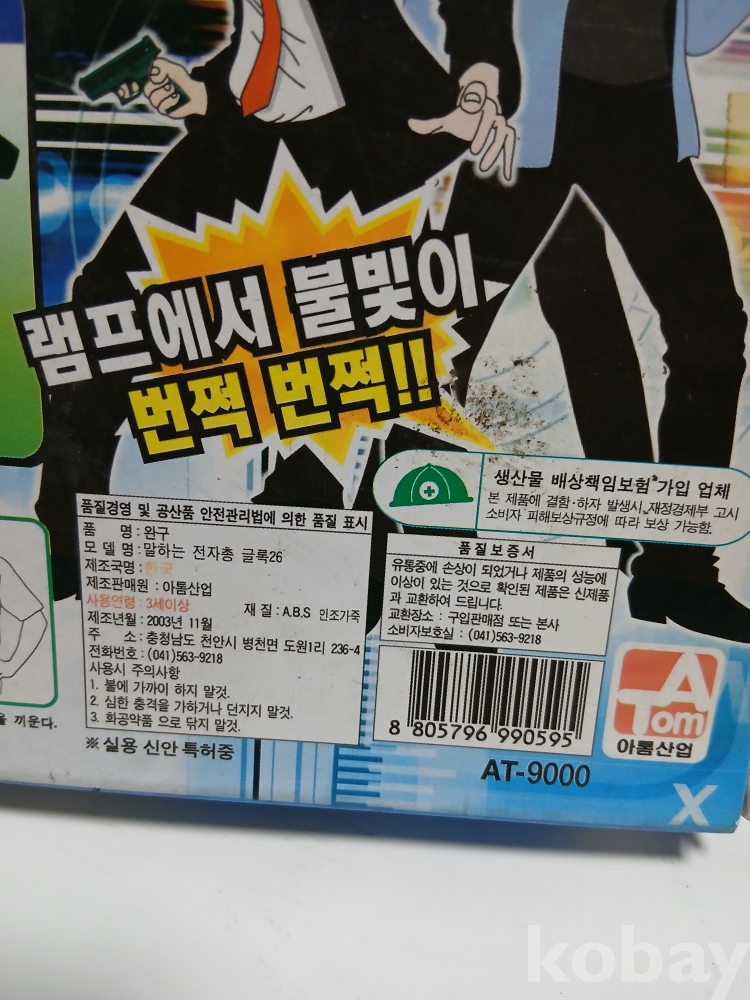 램프에서 불빛이
번쩍 번쩍!!
생산물 배상책임보험 가입 업체
본 제품에 결함·하자 발생시, 재정경제부 고시
소비자 피해보상규정에 따라 보상 가능함.
품질경영 및 공산품 안전관리법에 의한 품질 표시
품 명 : 완구
모 델 명 : 말하는 전자총 글록26
제조국명 : 한국
제조판매원 : 아톰산업
사용연령 : 3세이상 재 질 : A.B.S 인조가죽
제조년월 : 2003년 11월
주 소 : 충청남도 천안시 병천면 도원1리 236-4
전화번호 : (041)563-9218
사용시 주의사항
1. 불에 가까이 하지 말것.
2. 심한 충격을 가하거나 던지지 말것.
3. 화공약품 으로 닦지 말것.
※ 실용 신안 특허중
품질보증서
유통중에 손상이 되었거나 제품의 성능에
이상이 있는 것으로 확인된 제품은 신제품
과 교환하여 드립니다.
교환장소 : 구입판매점 또는 본사
소비자보호실 : (041)563-9218
8 805796 990595
AT-9000
ATom
아톰산업
X
끼운다.
kobay